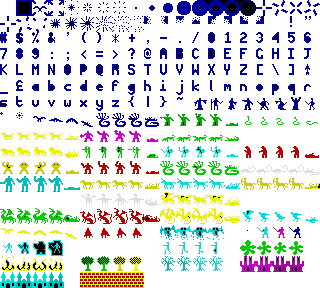 # $ % & ' ( ) * + , - . / 0 1 2 3 4 5 6
7 8 9 : ; < = > ? @ A B C D E F G H I J
K L M N O P Q R S T U V W X Y Z [ \ ] ↑
_ £ a b c d e f g h i j k l m n o p q r
s t u v w x y z { | } ~